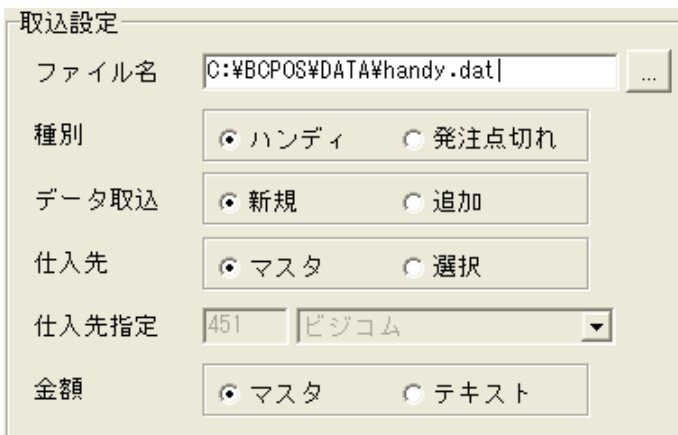 取込設定
ファイル名 C:¥BCPOS¥DATA¥handy.dat ...
種別 ハンディ 発注点切れ
データ取込 新規 追加
仕入先 マスタ 選択
仕入先指定 451 ビジコム
金額 マスタ テキスト